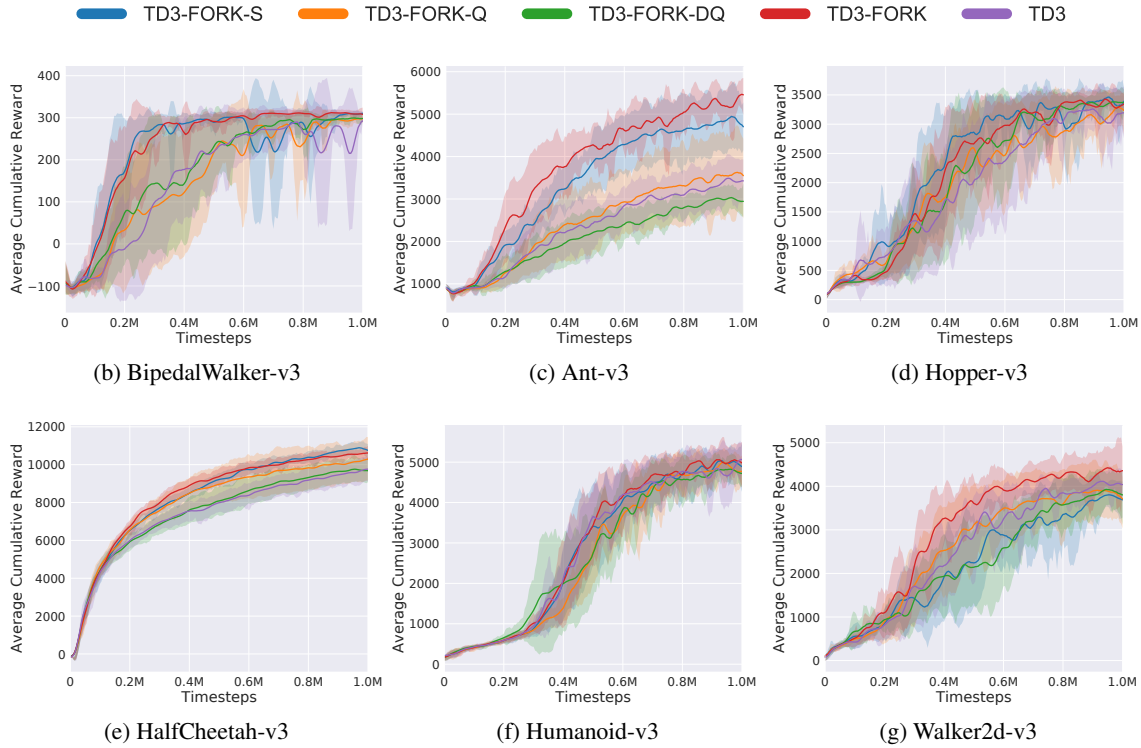 TD3-FORK-S TD3-FORK-Q TD3-FORK-DQ TD3-FORK TD3
Average Cumulative Reward
400
300
200
100
0
−100
0 0.2M 0.4M 0.6M 0.8M 1.0M
Timesteps
(b) BipedalWalker-v3
Average Cumulative Reward
6000
5000
4000
3000
2000
1000
0 0.2M 0.4M 0.6M 0.8M 1.0M
Timesteps
(c) Ant-v3
Average Cumulative Reward
3500
3000
2500
2000
1500
1000
500
0
0 0.2M 0.4M 0.6M 0.8M 1.0M
Timesteps
(d) Hopper-v3
Average Cumulative Reward
12000
10000
8000
6000
4000
2000
0
0 0.2M 0.4M 0.6M 0.8M 1.0M
Timesteps
(e) HalfCheetah-v3
Average Cumulative Reward
5000
4000
3000
2000
1000
0
0 0.2M 0.4M 0.6M 0.8M 1.0M
Timesteps
(f) Humanoid-v3
Average Cumulative Reward
5000
4000
3000
2000
1000
0
0 0.2M 0.4M 0.6M 0.8M 1.0M
Timesteps
(g) Walker2d-v3